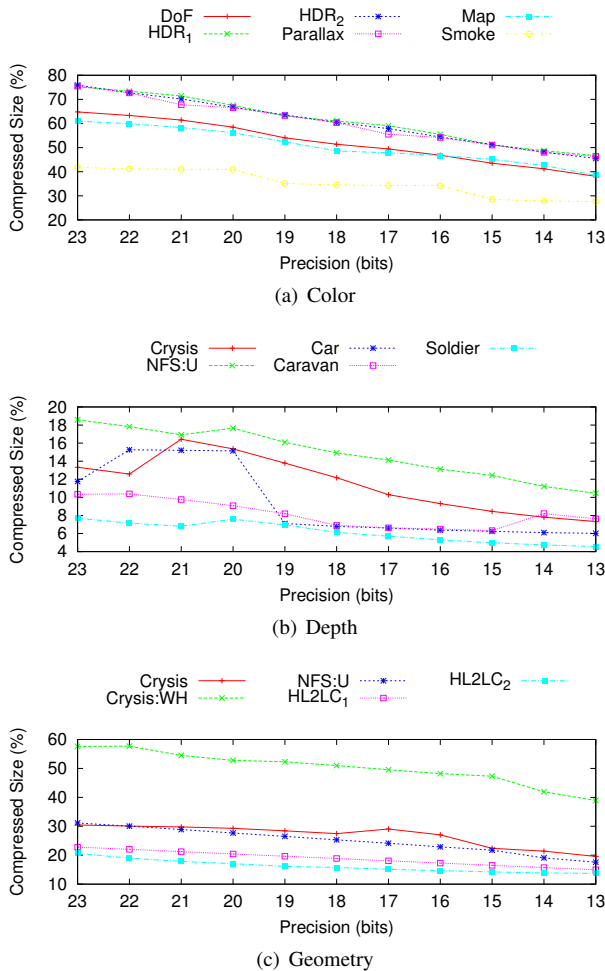 DoF HDR₂ Map
HDR₁ Parallax Smoke
Compressed Size (%)
80
70
60
50
40
30
20
23 22 21 20 19 18 17 16 15 14 13
Precision (bits)
(a) Color
Crysis Car Soldier
NFS:U Caravan
Compressed Size (%)
20
18
16
14
12
10
8
6
4
23 22 21 20 19 18 17 16 15 14 13
Precision (bits)
(b) Depth
Crysis NFS:U HL2LC₂
Crysis:WH HL2LC₁
Compressed Size (%)
60
50
40
30
20
10
23 22 21 20 19 18 17 16 15 14 13
Precision (bits)
(c) Geometry